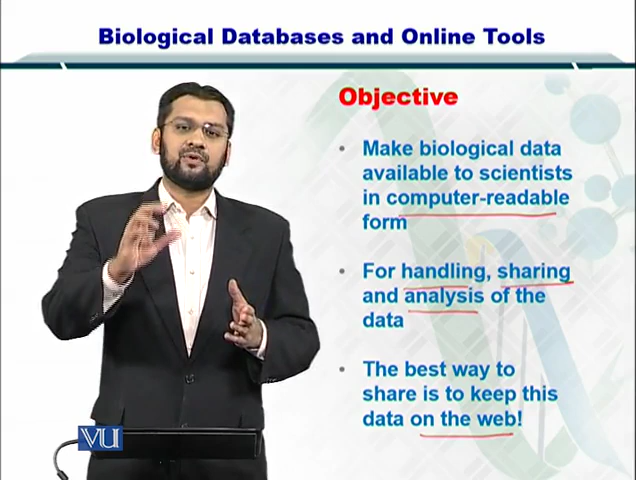 Biological Databases and Online Tools
Objective
• Make biological data
available to scientists
in computer-readable
form
• For handling, sharing
and analysis of the
data
• The best way to
share is to keep this
data on the web!
VU